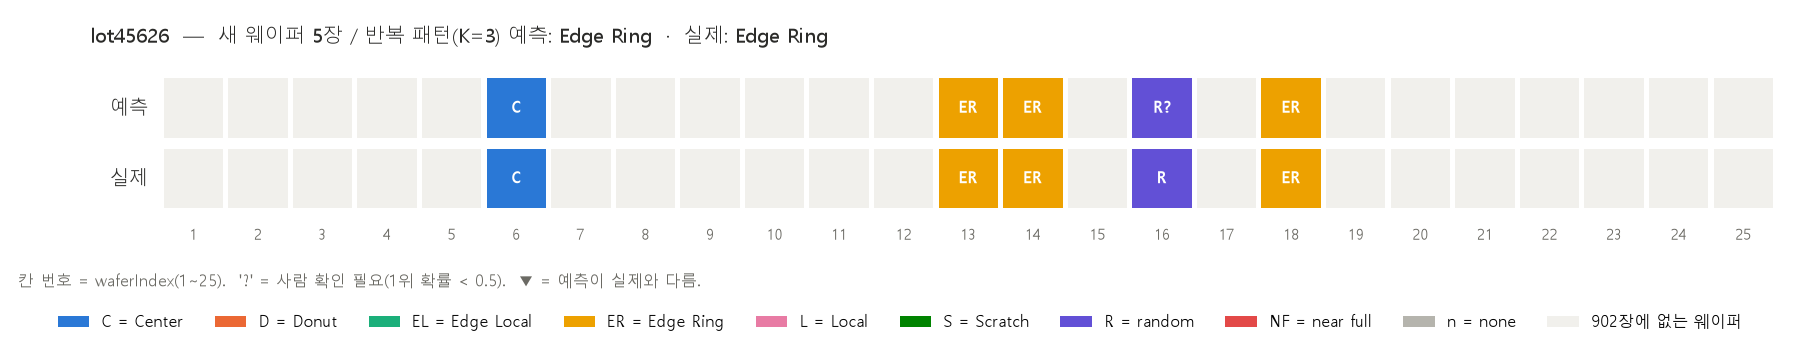 lot45626 — 새 웨이퍼 5장 / 반복 패턴(K=3) 예측: Edge Ring · 실제: Edge Ring
예측 C ER ER R? ER
실제 C ER ER R ER
1 2 3 4 5 6 7 8 9 10 11 12 13 14 15 16 17 18 19 20 21 22 23 24 25
칸 번호 = waferIndex(1~25). '?' = 사람 확인 필요(1위 확률 < 0.5). ▼ = 예측이 실제와 다름.
C = Center D = Donut EL = Edge Local ER = Edge Ring L = Local S = Scratch R = random NF = near full n = none 902장에 없는 웨이퍼